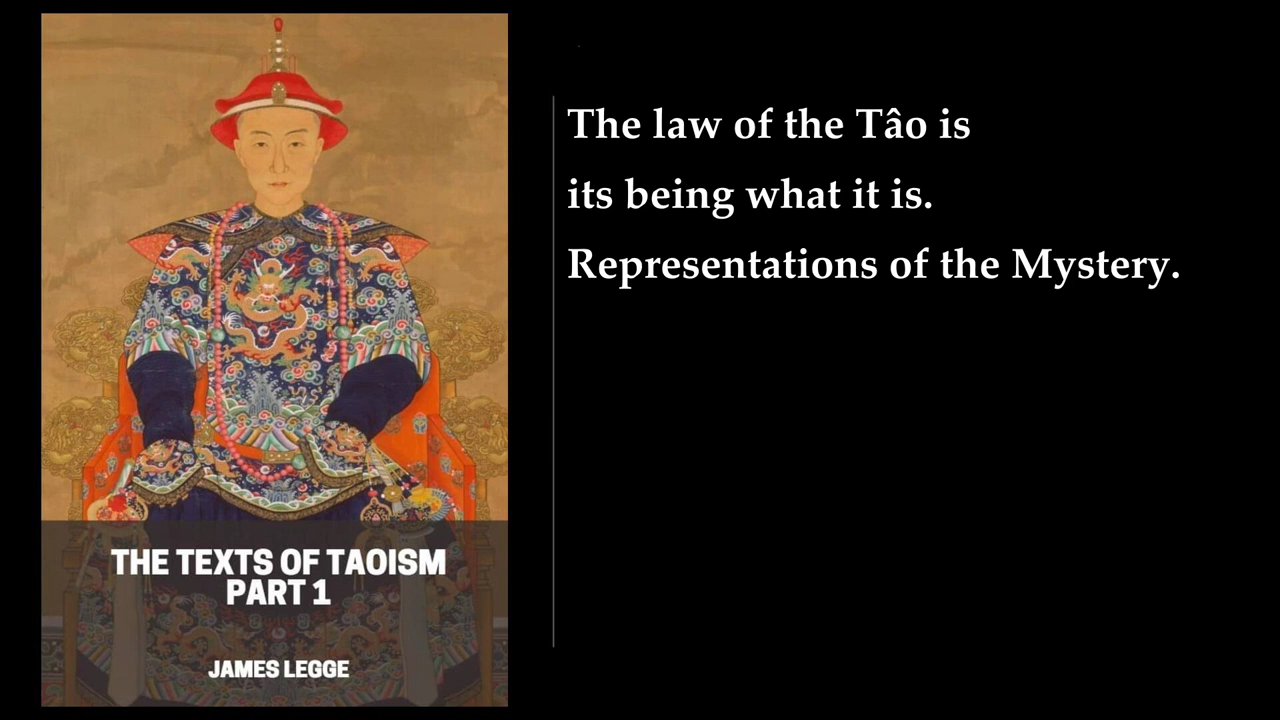 THE TEXTS OF TAOISM
PART 1
JAMES LEGGE
The law of the Tâo is
its being what it is.
Representations of the Mystery.